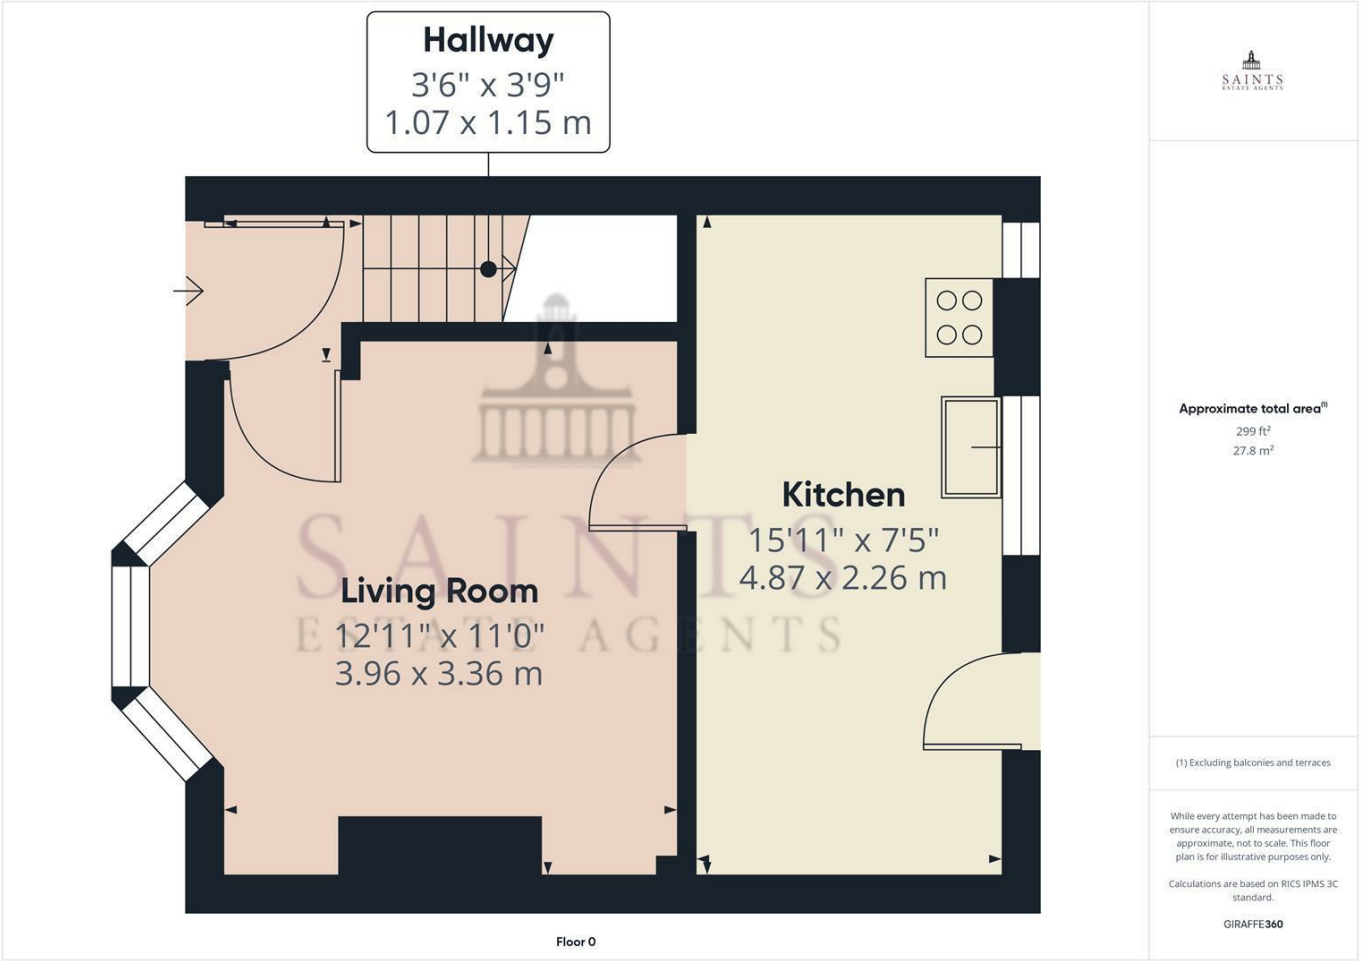 Hallway
3'6" x 3'9"
1.07 x 1.15 m
SAINTS
ESTATE AGENTS
Kitchen
15'11" x 7'5"
4.87 x 2.26 m
SAINTS
Living Room
ESTATE AGENTS
12'11" x 11'0"
3.96 x 3.36 m
Approximate total area(1)
299 ft²
27.8 m²
(1) Excluding balconies and terraces
While every attempt has been made to
ensure accuracy, all measurements are
approximate, not to scale. This floor
plan is for illustrative purposes only.
Calculations are based on RICS IPMS 3C
standard.
GIRAFFE360
Floor 0